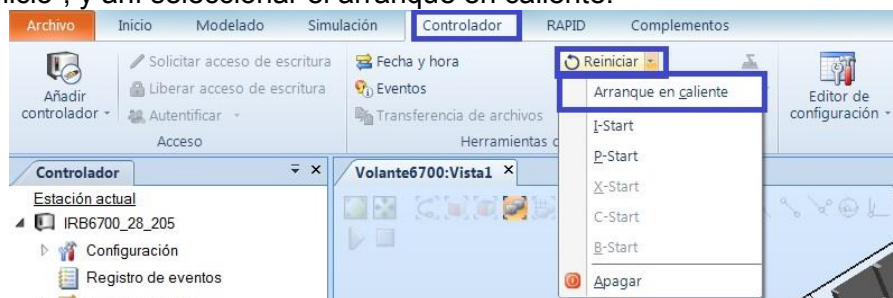 nicio", y ahí seleccionar el arranque en caliente.
Archivo Inicio Modelado Simulación Controlador RAPID Complementos
Añadir controlador
Solicitar acceso de escritura
Liberar acceso de escritura
Autentificar
Acceso
Fecha y hora
Eventos
Transferencia de archivos
Herramientas
Reiniciar
Arranque en caliente
I-Start
P-Start
X-Start
C-Start
B-Start
Apagar
Editor de configuración
Controlador
Estación actual
IRB6700_28_205
Configuración
Registro de eventos
Volante6700:Vista1